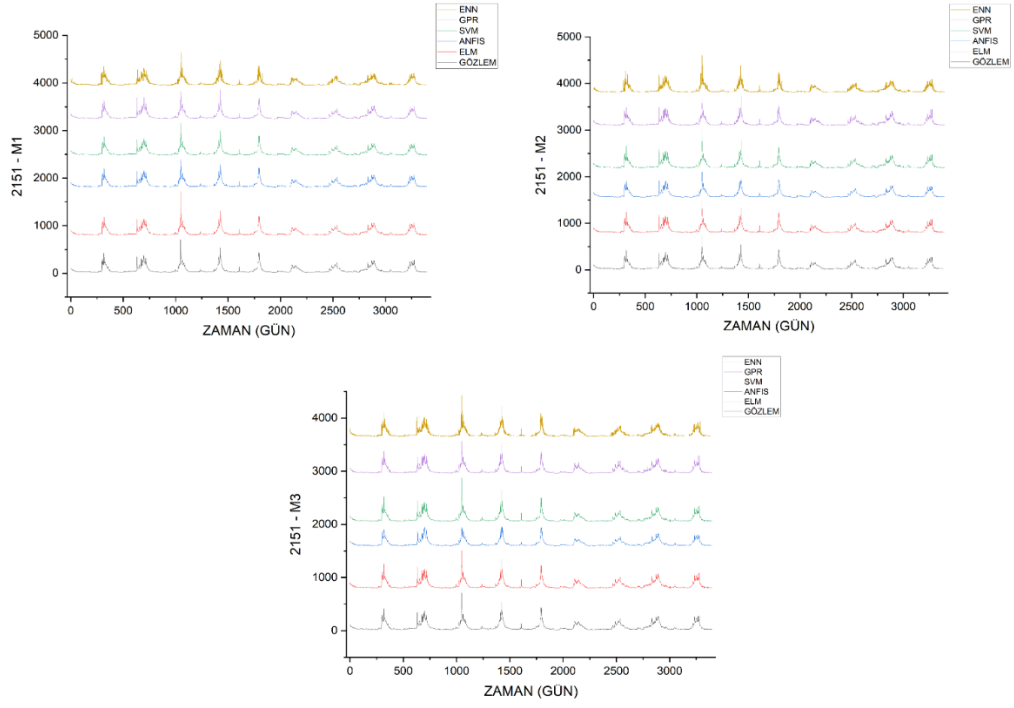 ENN
GPR
SVM
ANFIS
ELM
GÖZLEM
5000
4000
3000
2000
1000
0
2151 - M1
0 500 1000 1500 2000 2500 3000
ZAMAN (GÜN)
ENN
GPR
SVM
ANFIS
ELM
GÖZLEM
5000
4000
3000
2000
1000
0
2151 - M2
0 500 1000 1500 2000 2500 3000
ZAMAN (GÜN)
ENN
GPR
SVM
ANFIS
ELM
GÖZLEM
4000
3000
2000
1000
0
2151 - M3
0 500 1000 1500 2000 2500 3000
ZAMAN (GÜN)